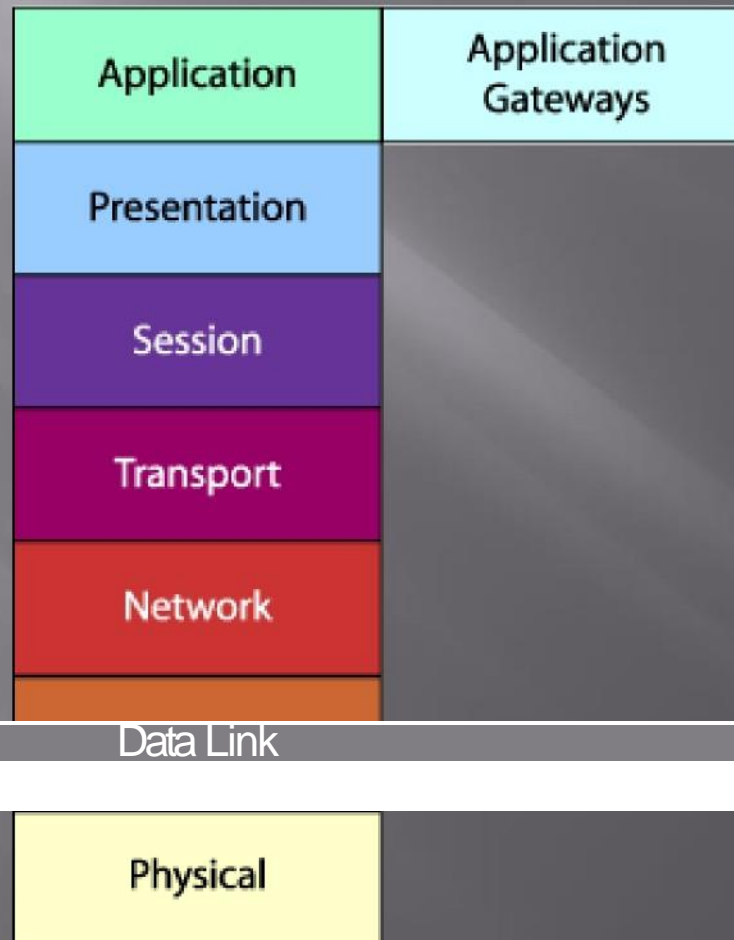 Application
Application
Gateways
Presentation
Session
Transport
Network
Data Link
Physical